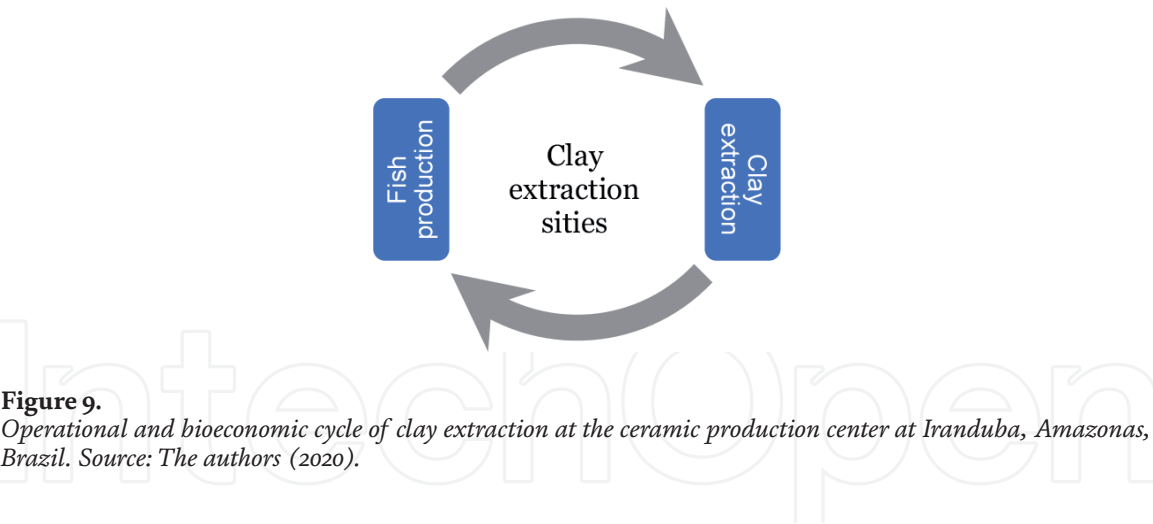 Fish
production
Clay
extraction
sities
Clay
extraction
IntechOpen
Figure 9.
Operational and bioeconomic cycle of clay extraction at the ceramic production center at Iranduba, Amazonas,
Brazil. Source: The authors (2020).